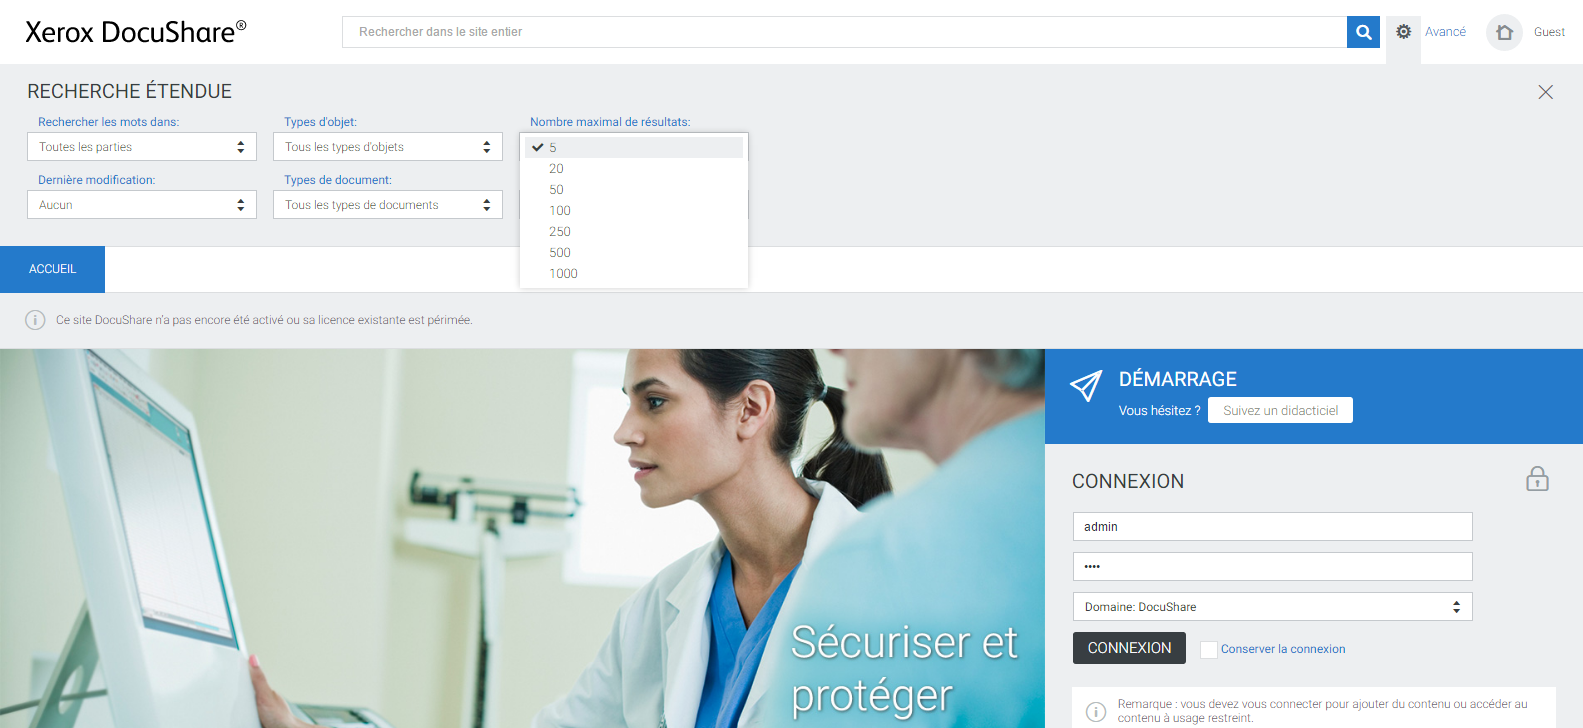 Xerox DocuShare®
Rechercher dans le site entier
Avancé
Guest
RECHERCHE ÉTENDUE
Rechercher les mots dans:
Types d'objet:
Nombre maximal de résultats:
Toutes les parties
Tous les types d'objets
5
20
50
100
250
500
1000
Dernière modification:
Types de document:
Aucun
Tous les types de documents
ACCUEIL
Ce site DocuShare n'a pas encore été activé ou sa licence existante est périmée.
DÉMARRAGE
Vous hésitez ?
Suivez un didacticiel
CONNEXION
admin
••••
Domaine: DocuShare
CONNEXION
Conserver la connexion
Remarque : vous devez vous connecter pour ajouter du contenu ou accéder au
contenu à usage restreint.
Sécuriser et
protéger